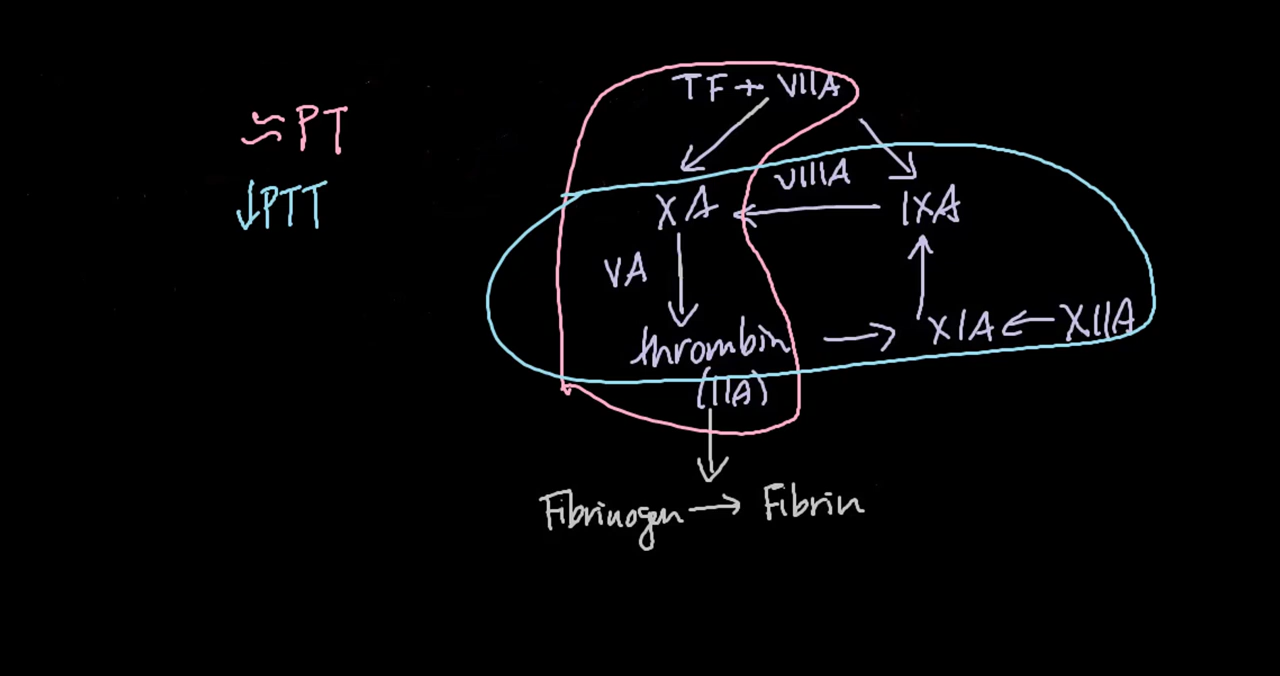 TF + VIIA
≈ PT
↓PTT
VIIIA
XA ← IXA
VA
thrombin → XIA ← XIIA
(IIA)
Fibrinogen → Fibrin